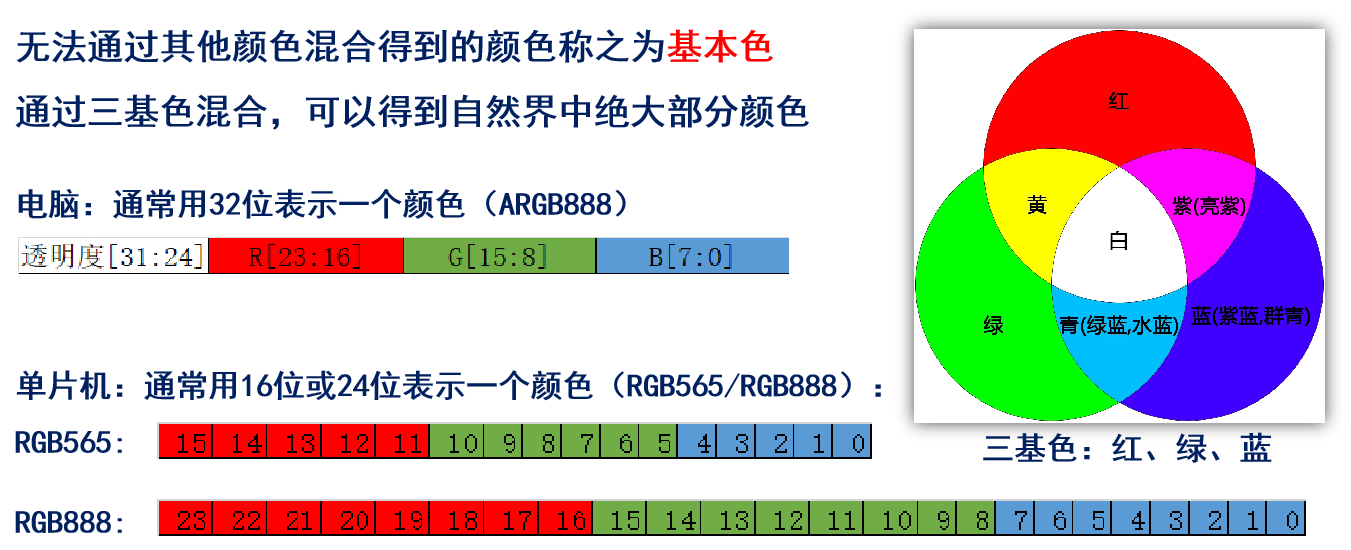 无法通过其他颜色混合得到的颜色称之为基本色
通过三基色混合，可以得到自然界中绝大部分颜色
电脑：通常用32位表示一个颜色（ARGB888）
透明度[31:24] R[23:16] G[15:8] B[7:0]
单片机：通常用16位或24位表示一个颜色（RGB565/RGB888）：
RGB565: 15 14 13 12 11 10 9 8 7 6 5 4 3 2 1 0
RGB888: 23 22 21 20 19 18 17 16 15 14 13 12 11 10 9 8 7 6 5 4 3 2 1 0
红
黄
紫(亮紫)
白
绿
青(绿蓝,水蓝)
蓝(紫蓝,群青)
三基色：红、绿、蓝